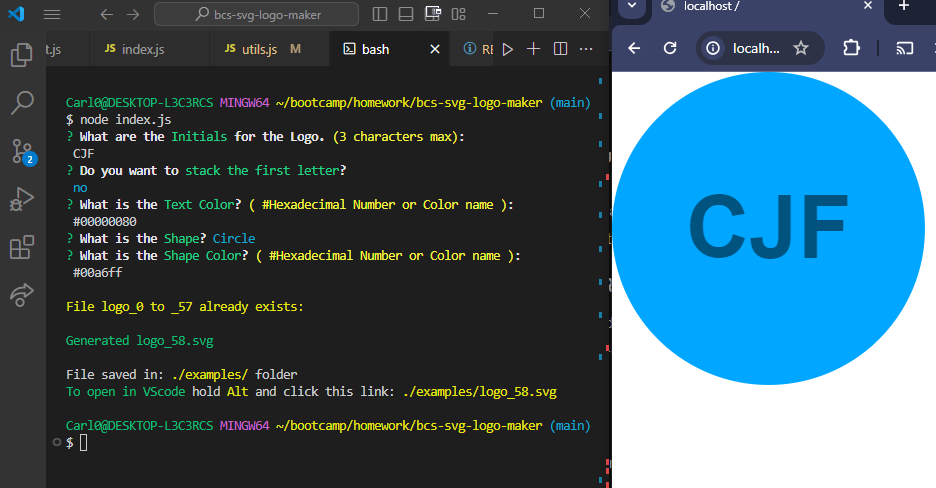 bcs-svg-logo-maker
t.js
JS index.js
JS utils.js M
bash
RE
Carl0@DESKTOP-L3C3RCS MINGW64 ~/bootcamp/homework/bcs-svg-logo-maker (main)
$ node index.js
? What are the Initials for the Logo. (3 characters max):
CJF
? Do you want to stack the first letter?
no
? What is the Text Color? ( #Hexadecimal Number or Color name ):
#00000080
? What is the Shape? Circle
? What is the Shape Color? ( #Hexadecimal Number or Color name ):
#00a6ff
File logo_0 to _57 already exists:
Generated logo_58.svg
File saved in: ./examples/ folder
To open in VScode hold Alt and click this link: ./examples/logo_58.svg
Carl0@DESKTOP-L3C3RCS MINGW64 ~/bootcamp/homework/bcs-svg-logo-maker (main)
$
2
localhost /
localh...
CJF